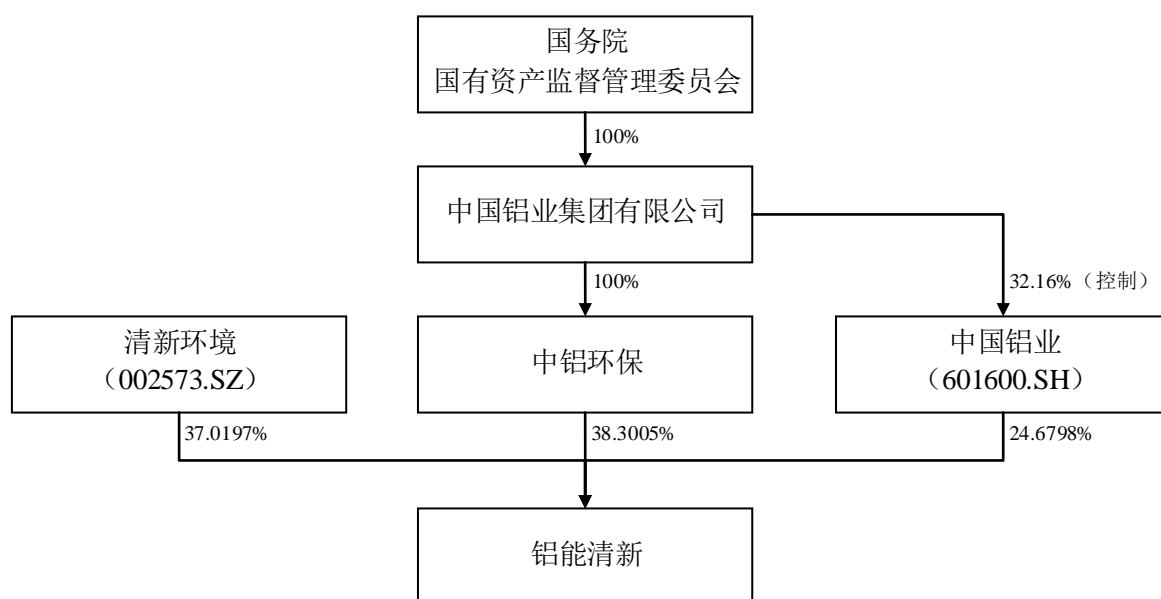 国务院
国有资产监督管理委员会
100%
中国铝业集团有限公司
100%
32.16%（控制）
清新环境
（002573.SZ）
中铝环保
中国铝业
（601600.SH）
37.0197%
38.3005%
24.6798%
铝能清新